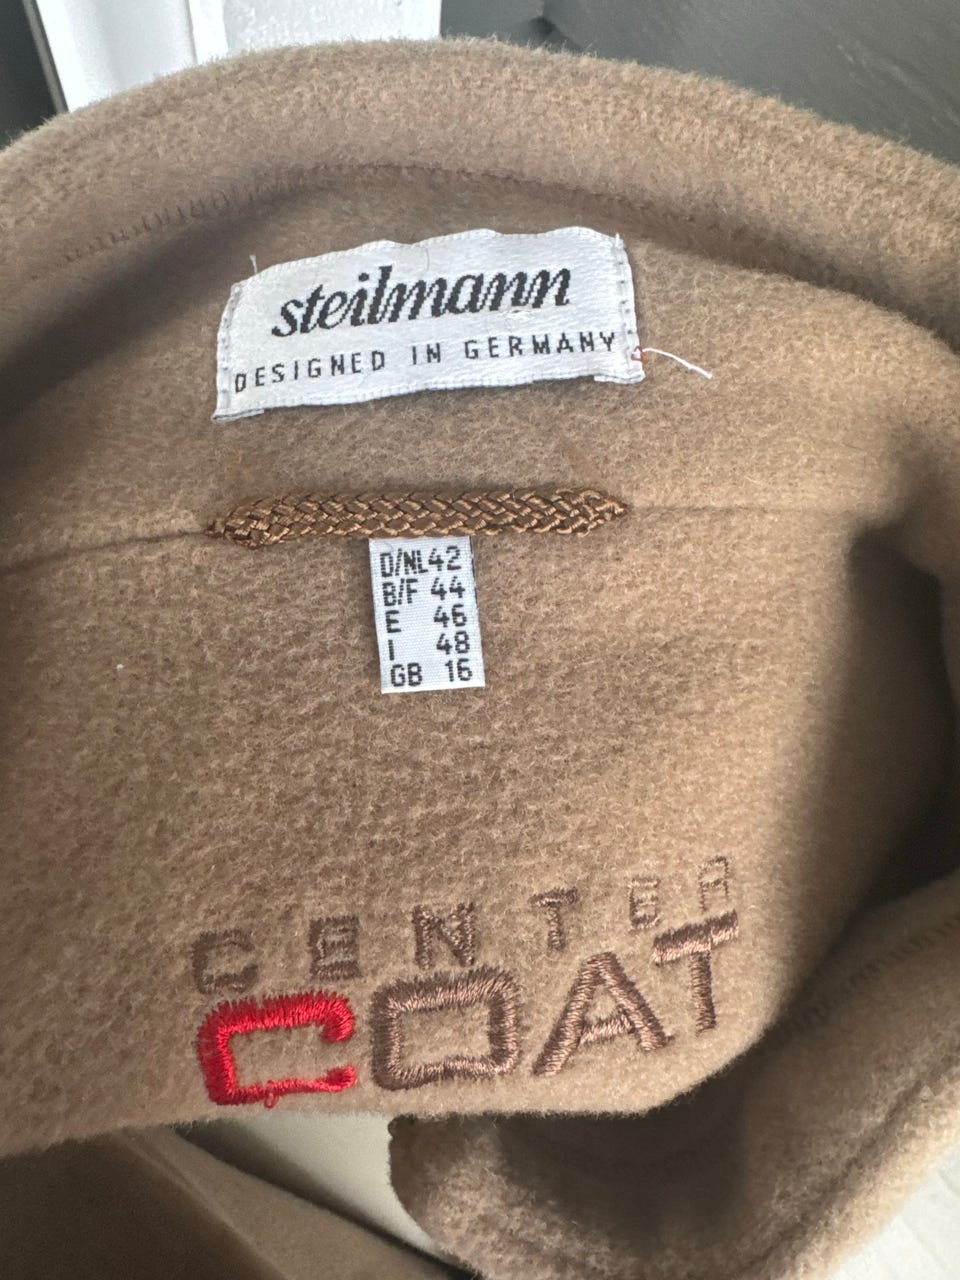 steilmann
DESIGNED IN GERMANY
D/NL 42
B/F 44
E 46
I 48
GB 16
CENTER
COAT